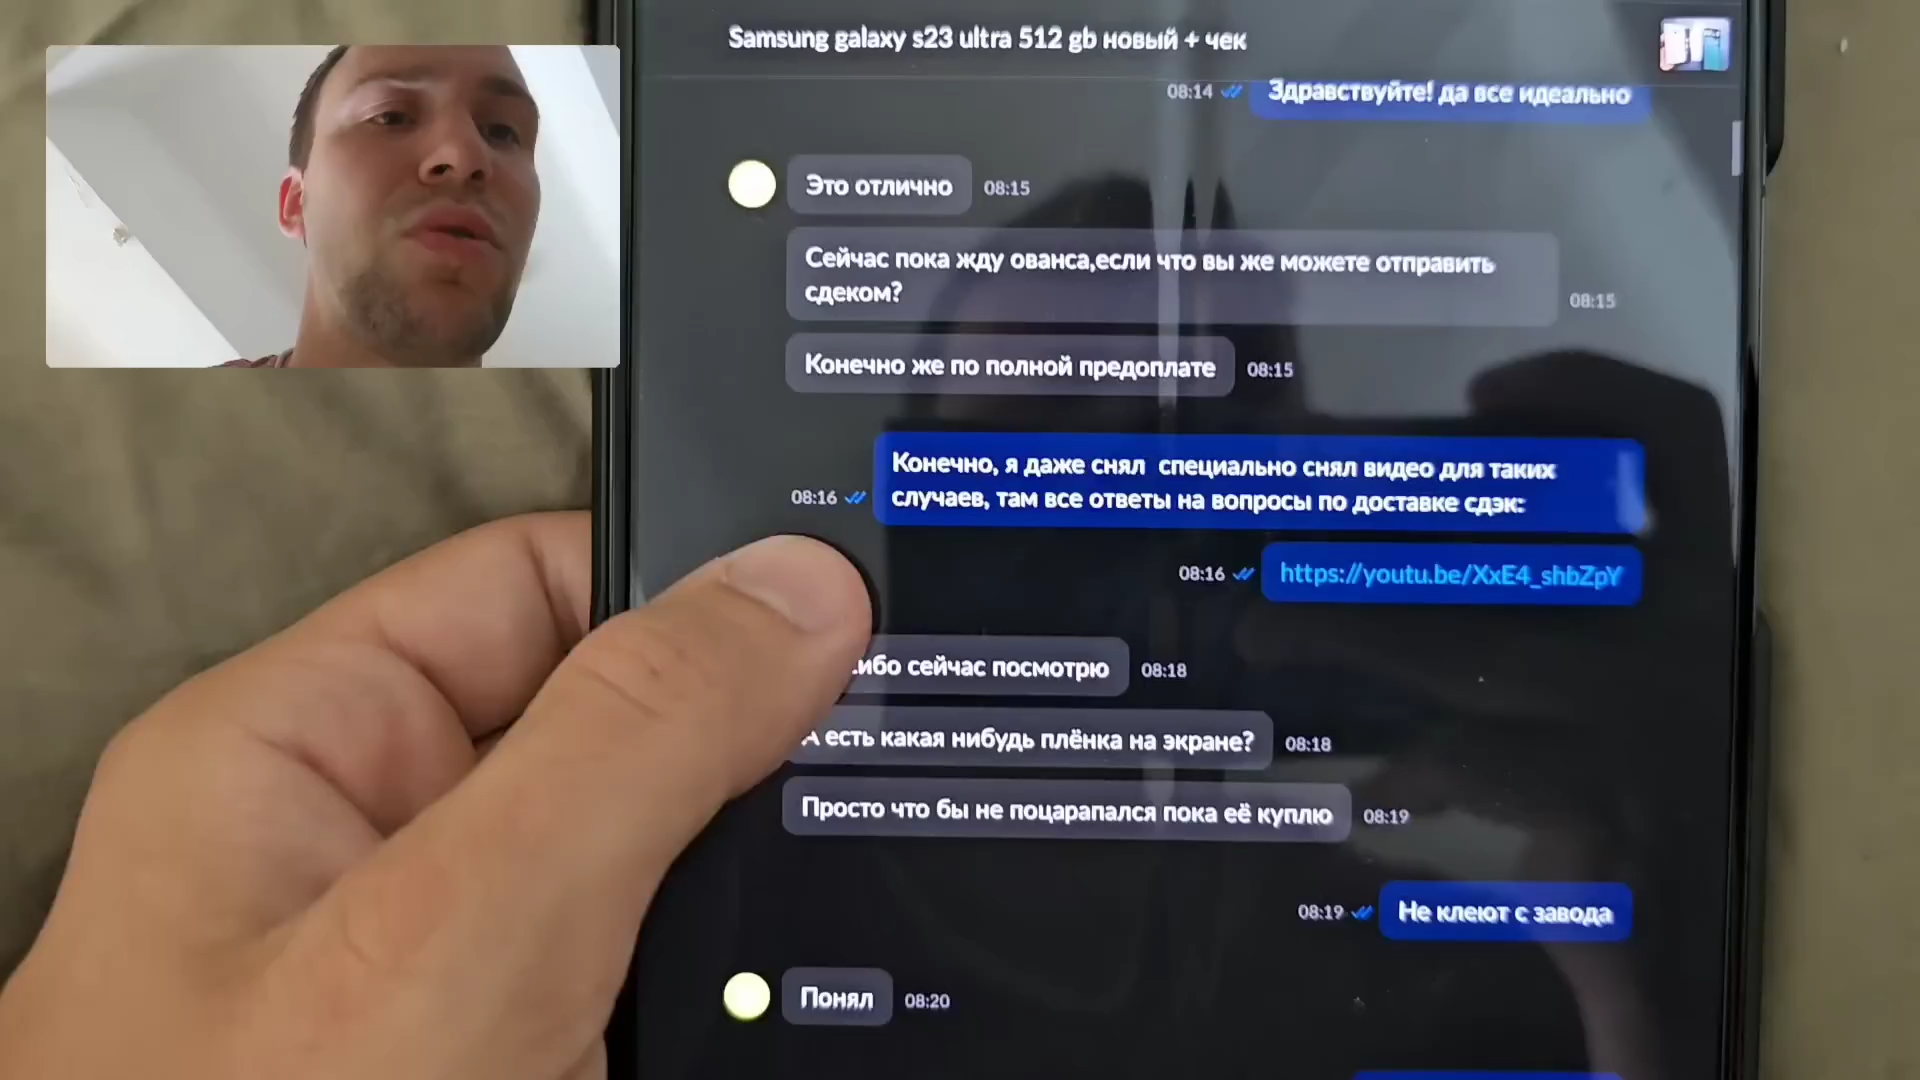 Samsung galaxy s23 ultra 512 gb новый + чек
08:14 Здравствуйте! да все идеально
Это отлично 08:15
Сейчас пока жду ованса,если что вы же можете отправить
сдеком? 08:15
Конечно же по полной предоплате 08:15
Конечно, я даже снял специально снял видео для таких
08:16 случаев, там все ответы на вопросы по доставке сдэк:
08:16 https://youtu.be/XxE4_shbZpY
сейчас посмотрю 08:18
А есть какая нибудь плёнка на экране? 08:18
Просто что бы не поцарапался пока её куплю 08:19
08:19 Не клеют с завода
Понял 08:20